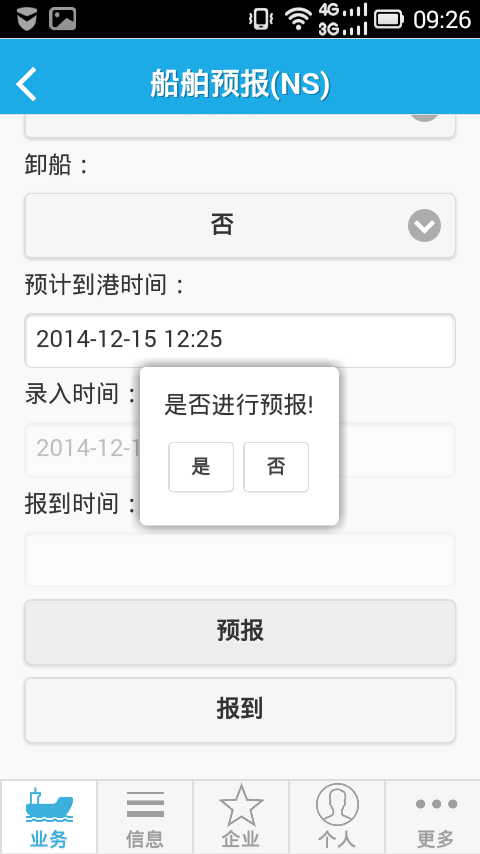 4G
3G
09:26
船舶预报(NS)
卸船：
否
预计到港时间：
2014-12-15 12:25
录入时间：
2014-12-1
是否进行预报!
是 否
报到时间：
预报
报到
业务 信息 企业 个人 更多